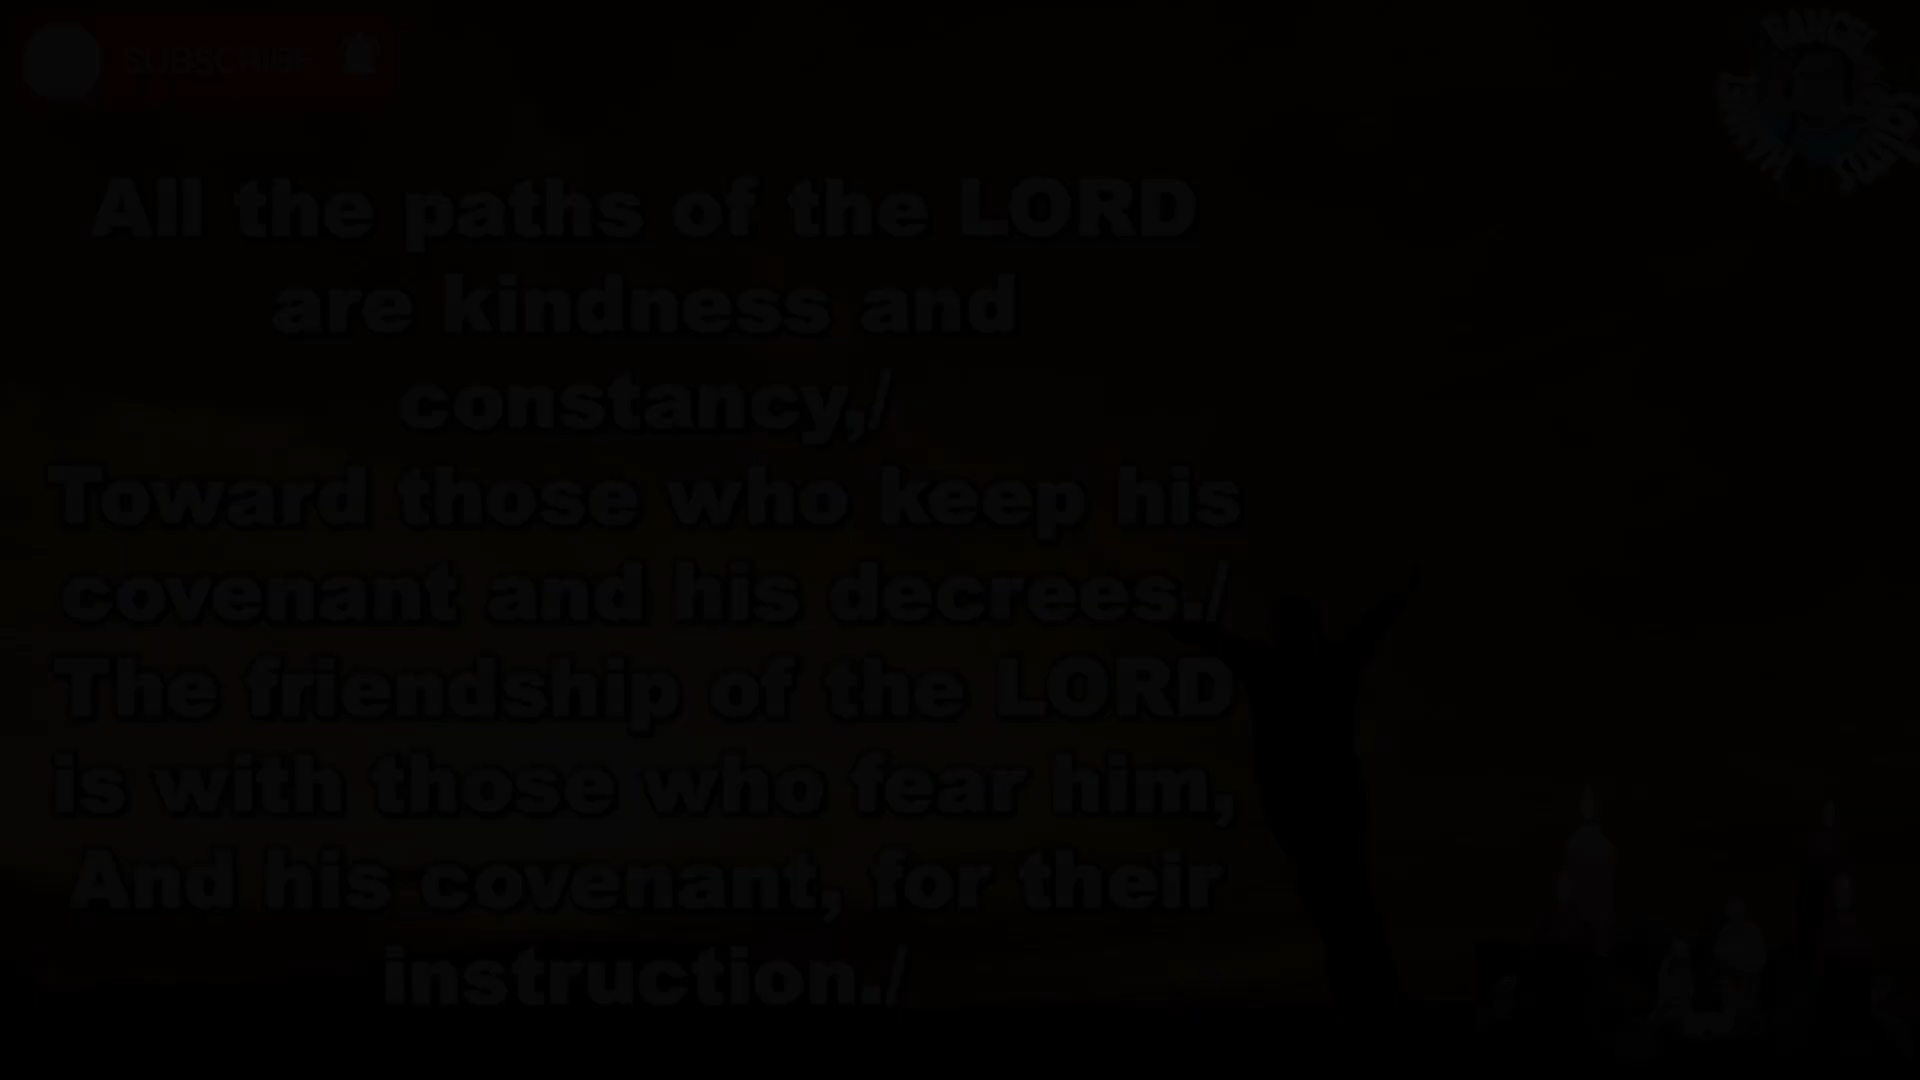 SUBSCRIBE
All the paths of the LORD
are kindness and
constancy,/
Toward those who keep his
covenant and his decrees./
The friendship of the LORD
is with those who fear him,
And his covenant, for their
instruction./